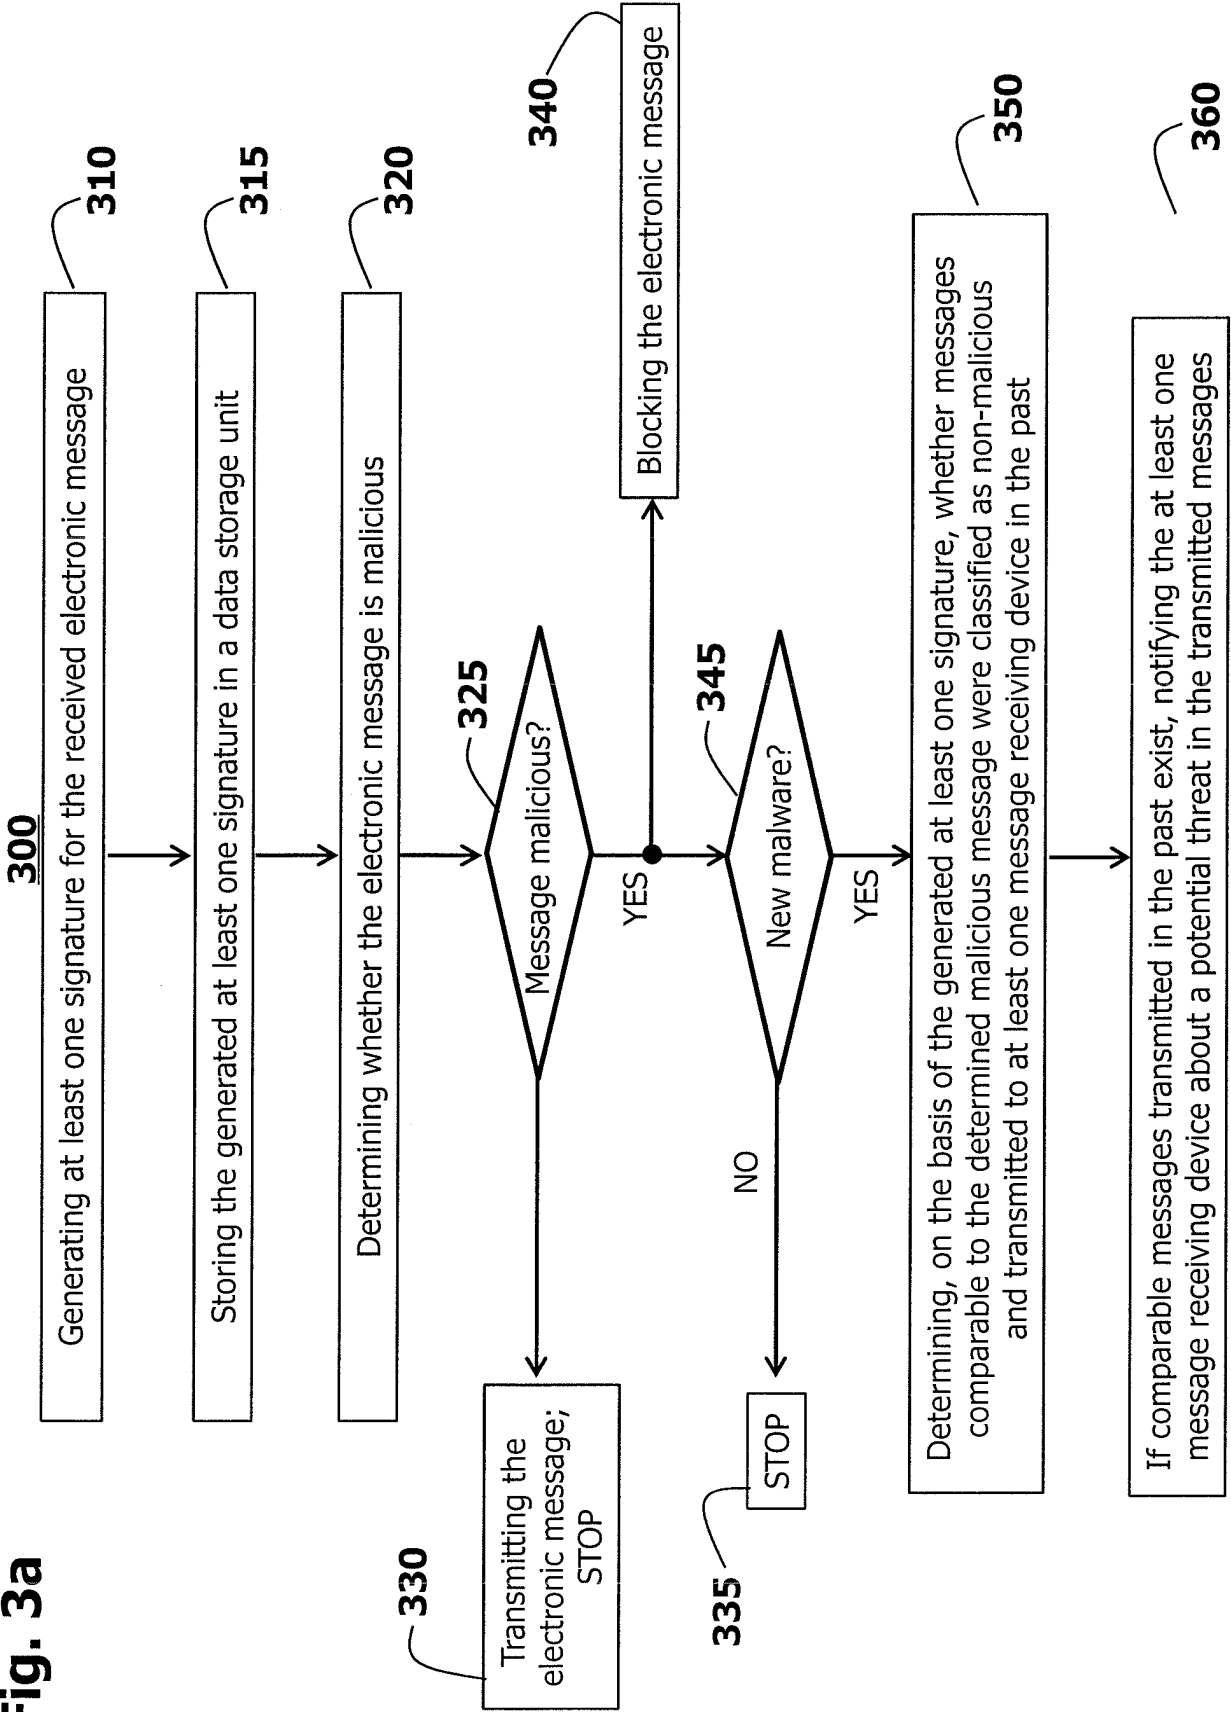 Fig. 3a
300
310
Generating at least one signature for the received electronic message
315
Storing the generated at least one signature in a data storage unit
320
Determining whether the electronic message is malicious
325
Message malicious?
330
Transmitting the
electronic message;
STOP
YES
340
Blocking the electronic message
345
New malware?
NO
335
STOP
YES
350
Determining, on the basis of the generated at least one signature, whether messages
comparable to the determined malicious message were classified as non-malicious
and transmitted to at least one message receiving device in the past
360
If comparable messages transmitted in the past exist, notifying the at least one
message receiving device about a potential threat in the transmitted messages